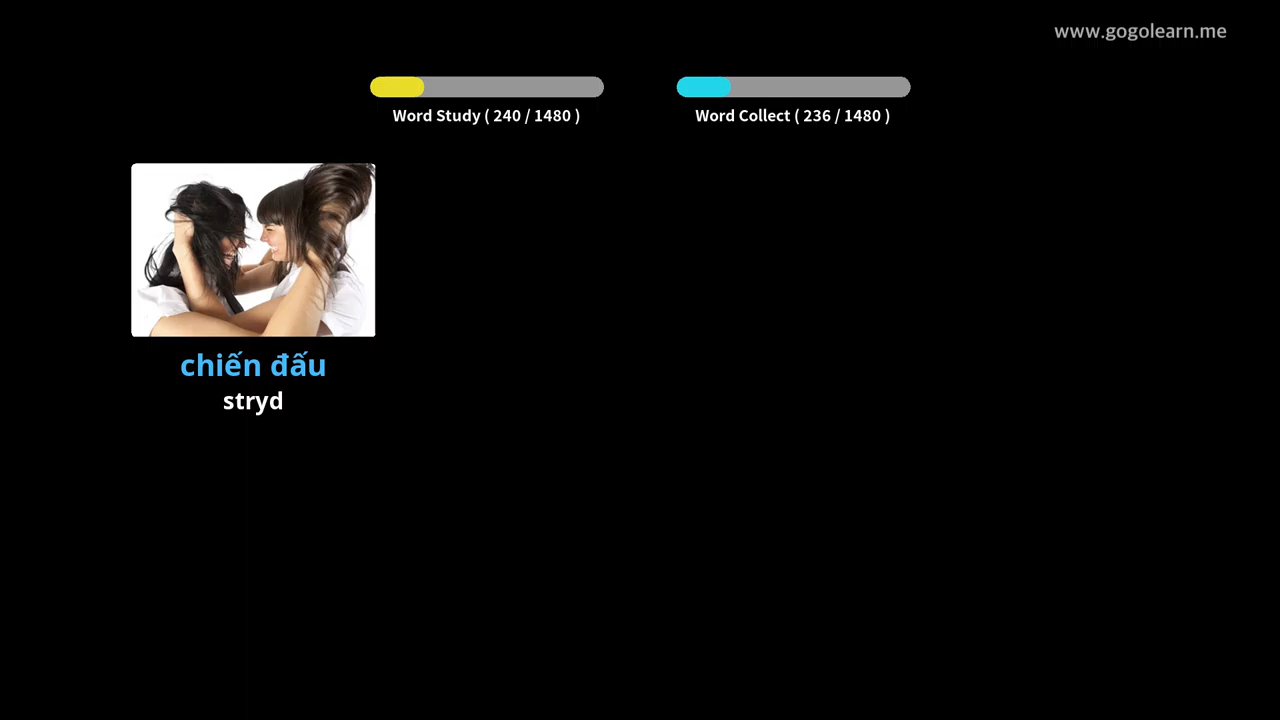 www.gogolearn.me
Word Study ( 240 / 1480 )
Word Collect ( 236 / 1480 )
chiến đấu
stryd